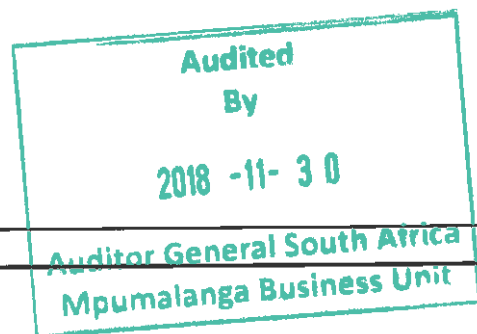 Audited
By
2018 -11- 30
Auditor General South Africa
Mpumalanga Business Unit